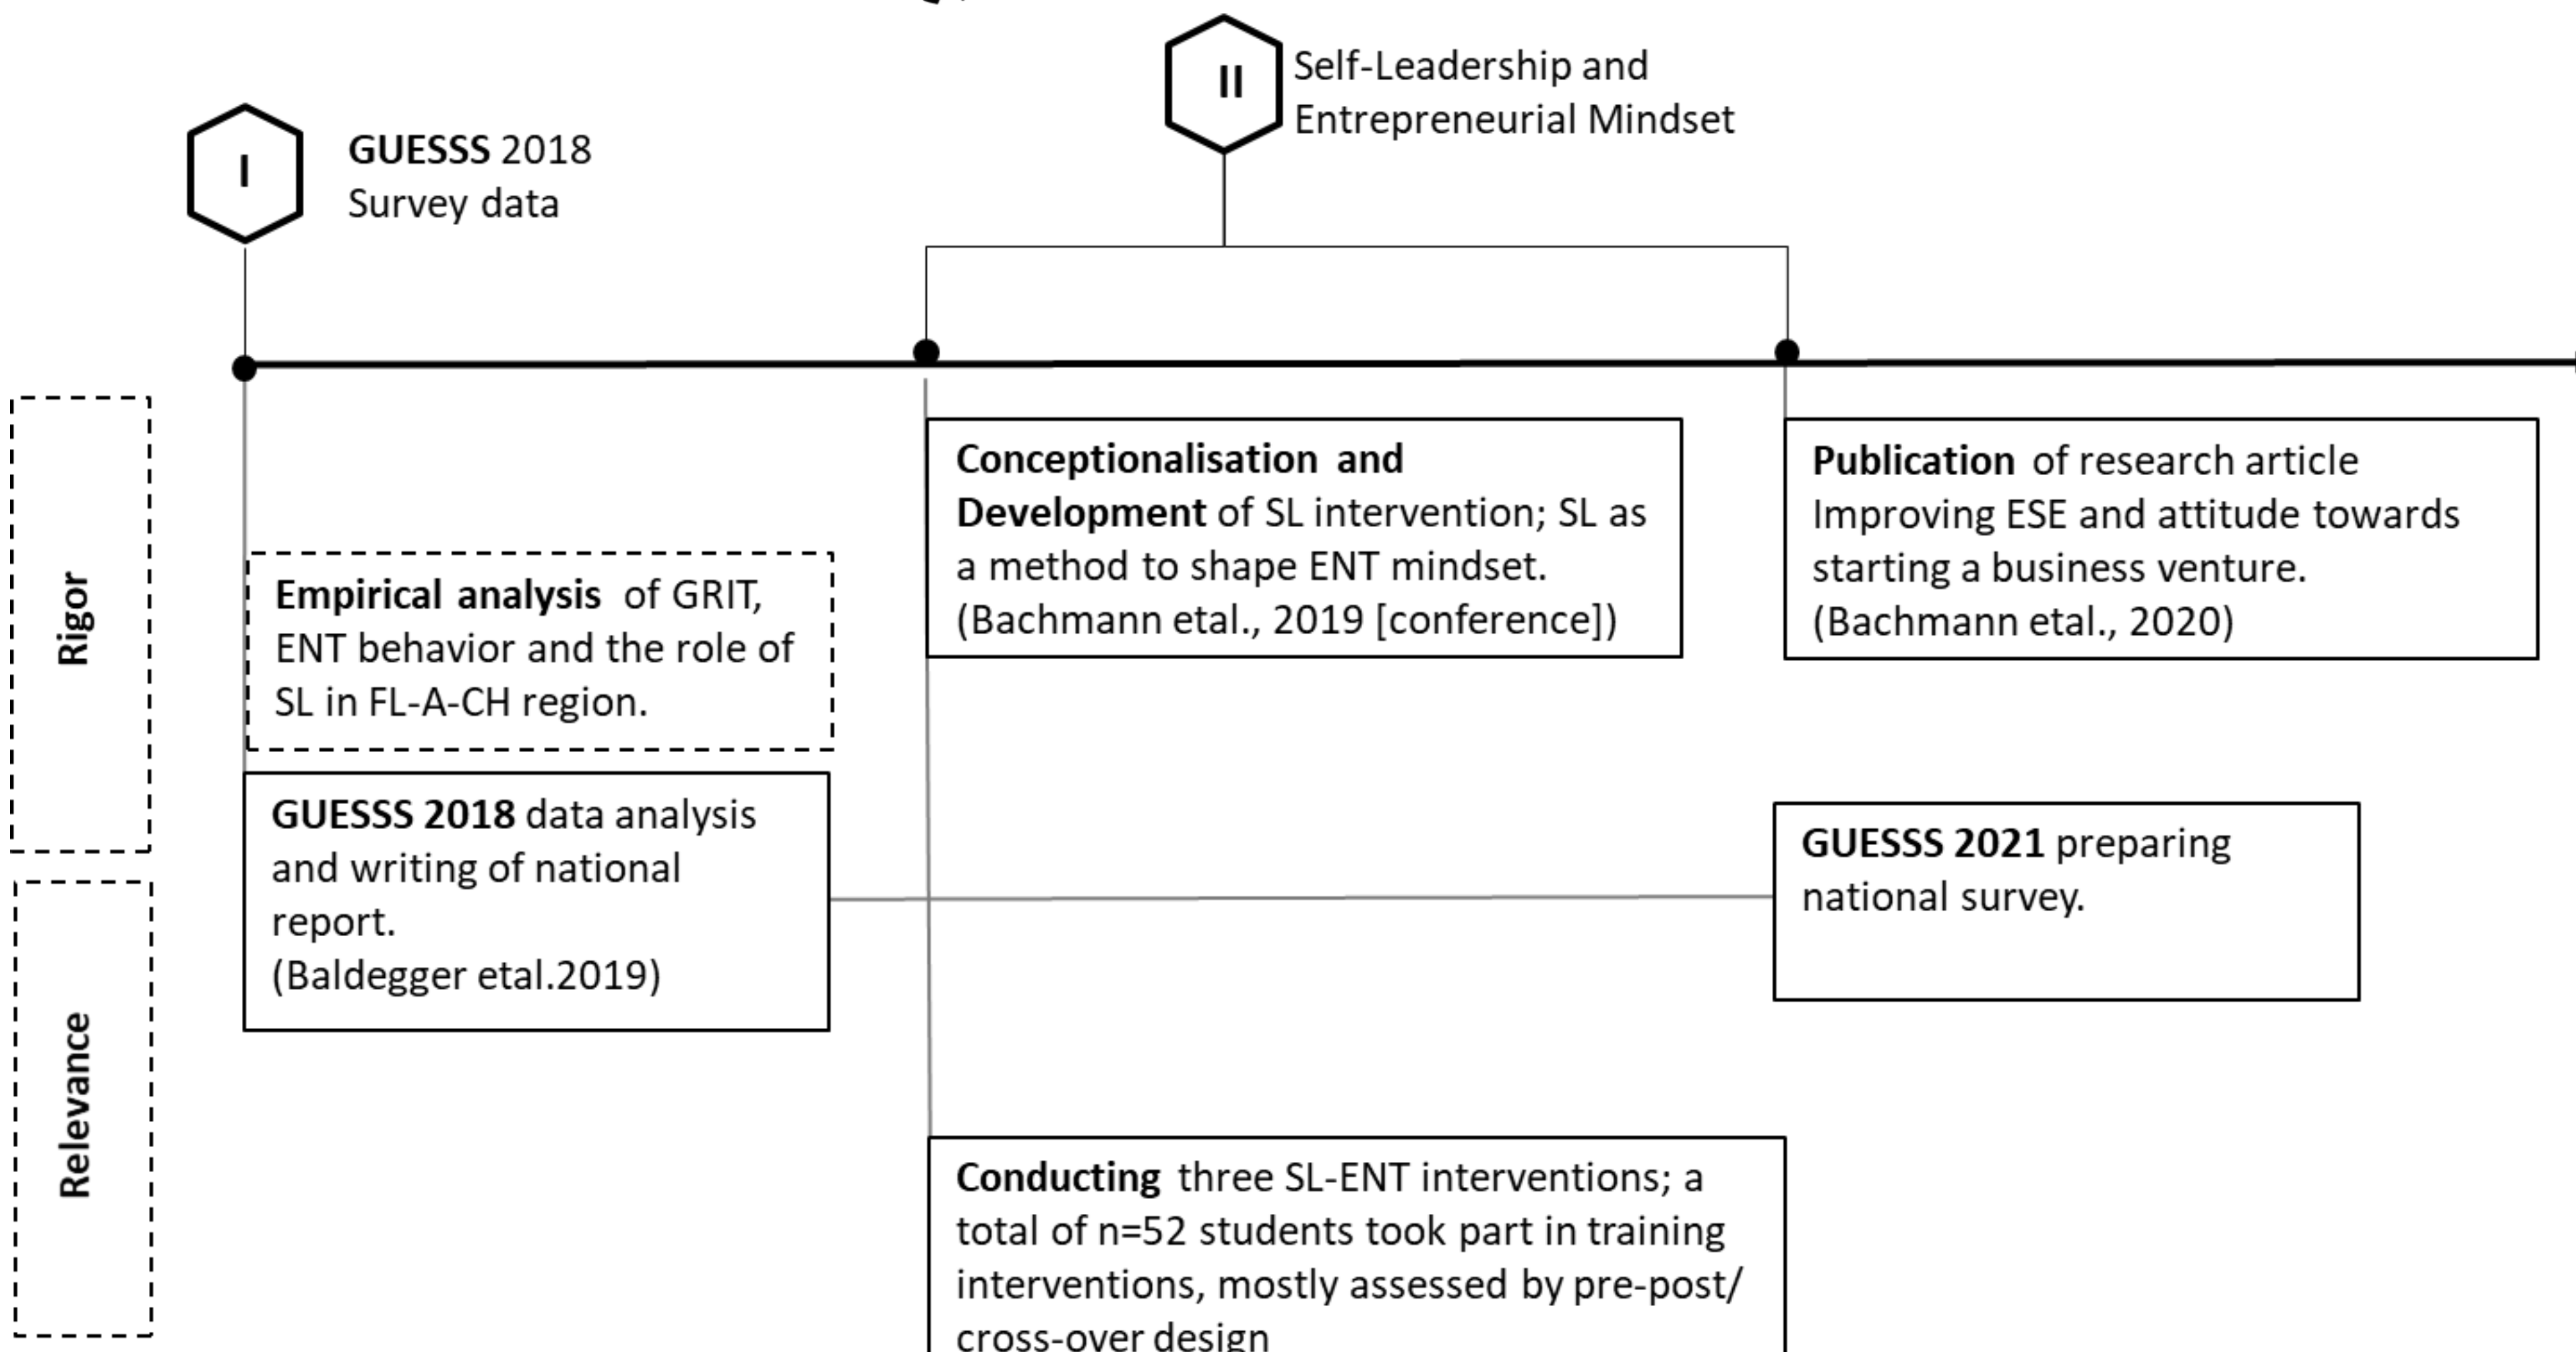 I
GUESSS 2018
Survey data
II
Self-Leadership and
Entrepreneurial Mindset
Rigor
Empirical analysis of GRIT,
ENT behavior and the role of
SL in FL-A-CH region.
Conceptionalisation and
Development of SL intervention; SL as
a method to shape ENT mindset.
(Bachmann etal., 2019 [conference])
Publication of research article
Improving ESE and attitude towards
starting a business venture.
(Bachmann etal., 2020)
Relevance
GUESSS 2018 data analysis
and writing of national
report.
(Baldegger etal.2019)
GUESSS 2021 preparing
national survey.
Conducting three SL-ENT interventions; a
total of n=52 students took part in training
interventions, mostly assessed by pre-post/
cross-over design